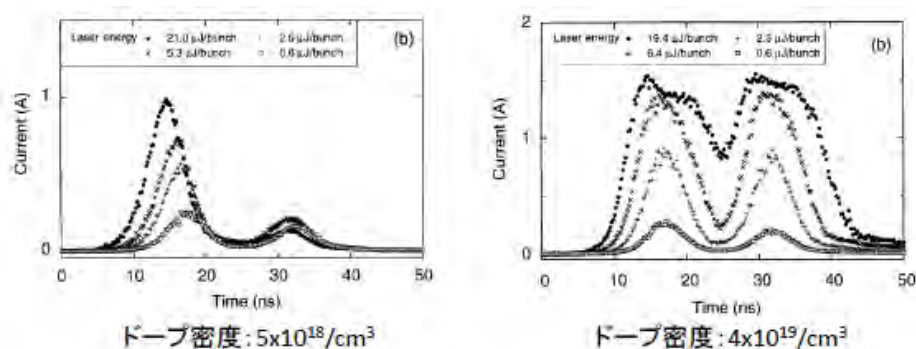 Laser energy
21.0 μJ/bunch
2.6 μJ/bunch
5.3 μJ/bunch
0.6 μJ/bunch
(b)
1
0
Current (A)
0 10 20 30 40 50
Time (ns)
ドープ密度:5x10¹⁸/cm³
Laser energy
19.4 μJ/bunch
2.3 μJ/bunch
6.4 μJ/bunch
0.6 μJ/bunch
(b)
2
1
0
Current (A)
0 10 20 30 40 50
Time (ns)
ドープ密度:4x10¹⁹/cm³